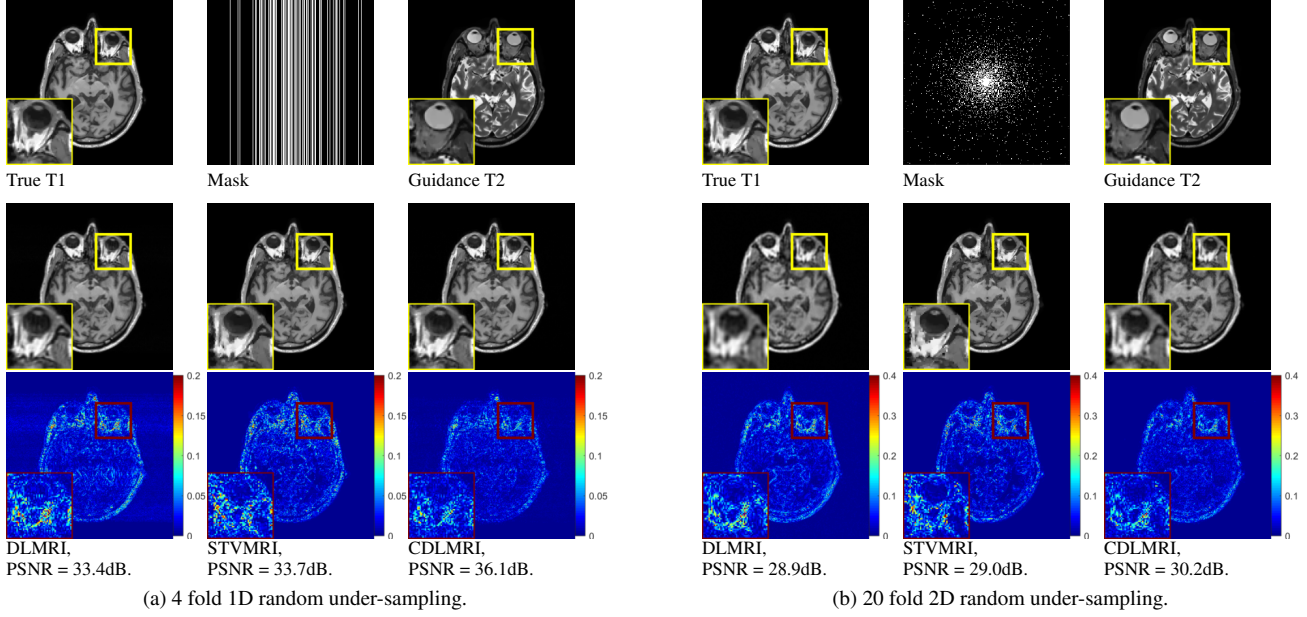 True T1
Mask
Guidance T2
0.2
0.15
0.1
0.05
0
0.2
0.15
0.1
0.05
0
0.2
0.15
0.1
0.05
0
DLMRI,
PSNR = 33.4dB.
STVMRI,
PSNR = 33.7dB.
CDLMRI,
PSNR = 36.1dB.
(a) 4 fold 1D random under-sampling.
True T1
Mask
Guidance T2
0.4
0.3
0.2
0.1
0
0.4
0.3
0.2
0.1
0
0.4
0.3
0.2
0.1
0
DLMRI,
PSNR = 28.9dB.
STVMRI,
PSNR = 29.0dB.
CDLMRI,
PSNR = 30.2dB.
(b) 20 fold 2D random under-sampling.